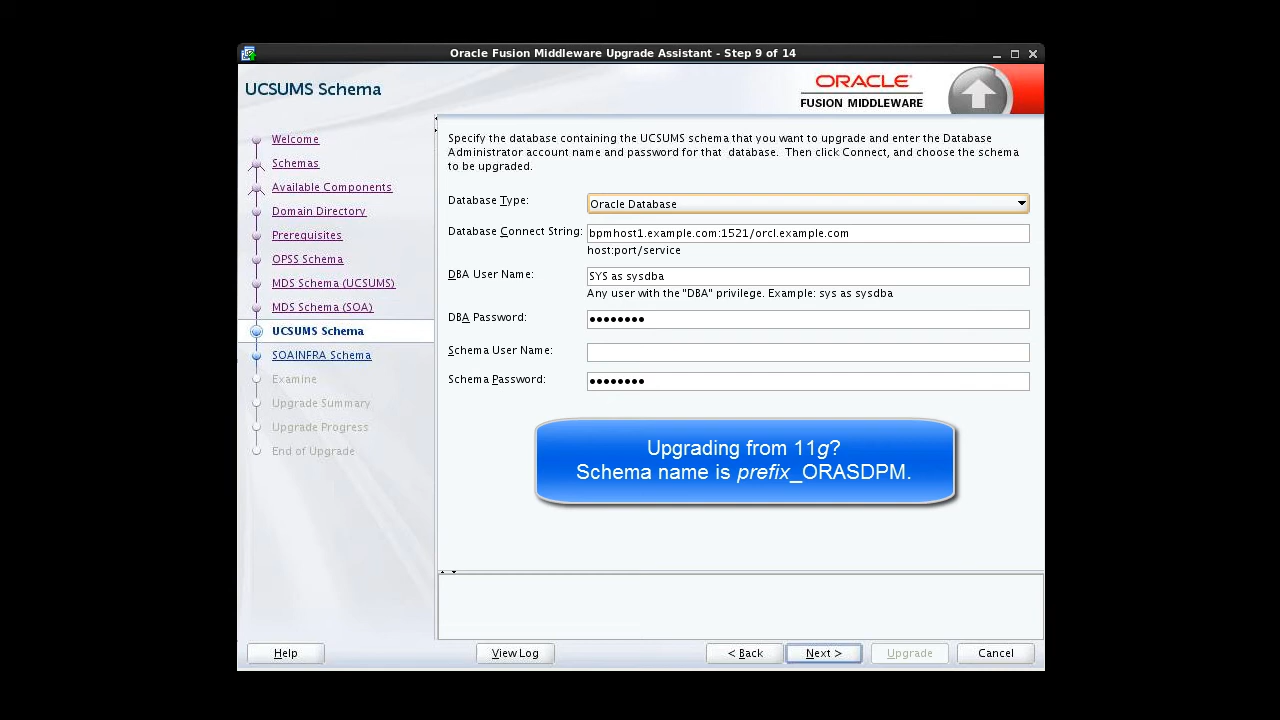 Oracle Fusion Middleware Upgrade Assistant - Step 9 of 14
UCSUMS Schema
ORACLE
FUSION MIDDLEWARE
Welcome
Schemas
Available Components
Domain Directory
Prerequisites
OPSS Schema
MDS Schema (UCSUMS)
MDS Schema (SOA)
UCSUMS Schema
SOAINFRA Schema
Examine
Upgrade Summary
Upgrade Progress
End of Upgrade
Specify the database containing the UCSUMS schema that you want to upgrade and enter the Database
Administrator account name and password for that database. Then click Connect, and choose the schema
to be upgraded.
Database Type: Oracle Database
Database Connect String: bpmhost1.example.com:1521/orcl.example.com
host:port/service
DBA User Name: SYS as sysdba
Any user with the "DBA" privilege. Example: sys as sysdba
DBA Password: ●●●●●●●●
Schema User Name:
Schema Password: ●●●●●●●●
Upgrading from 11g?
Schema name is prefix_ORASDPM.
Help View Log < Back Next > Upgrade Cancel